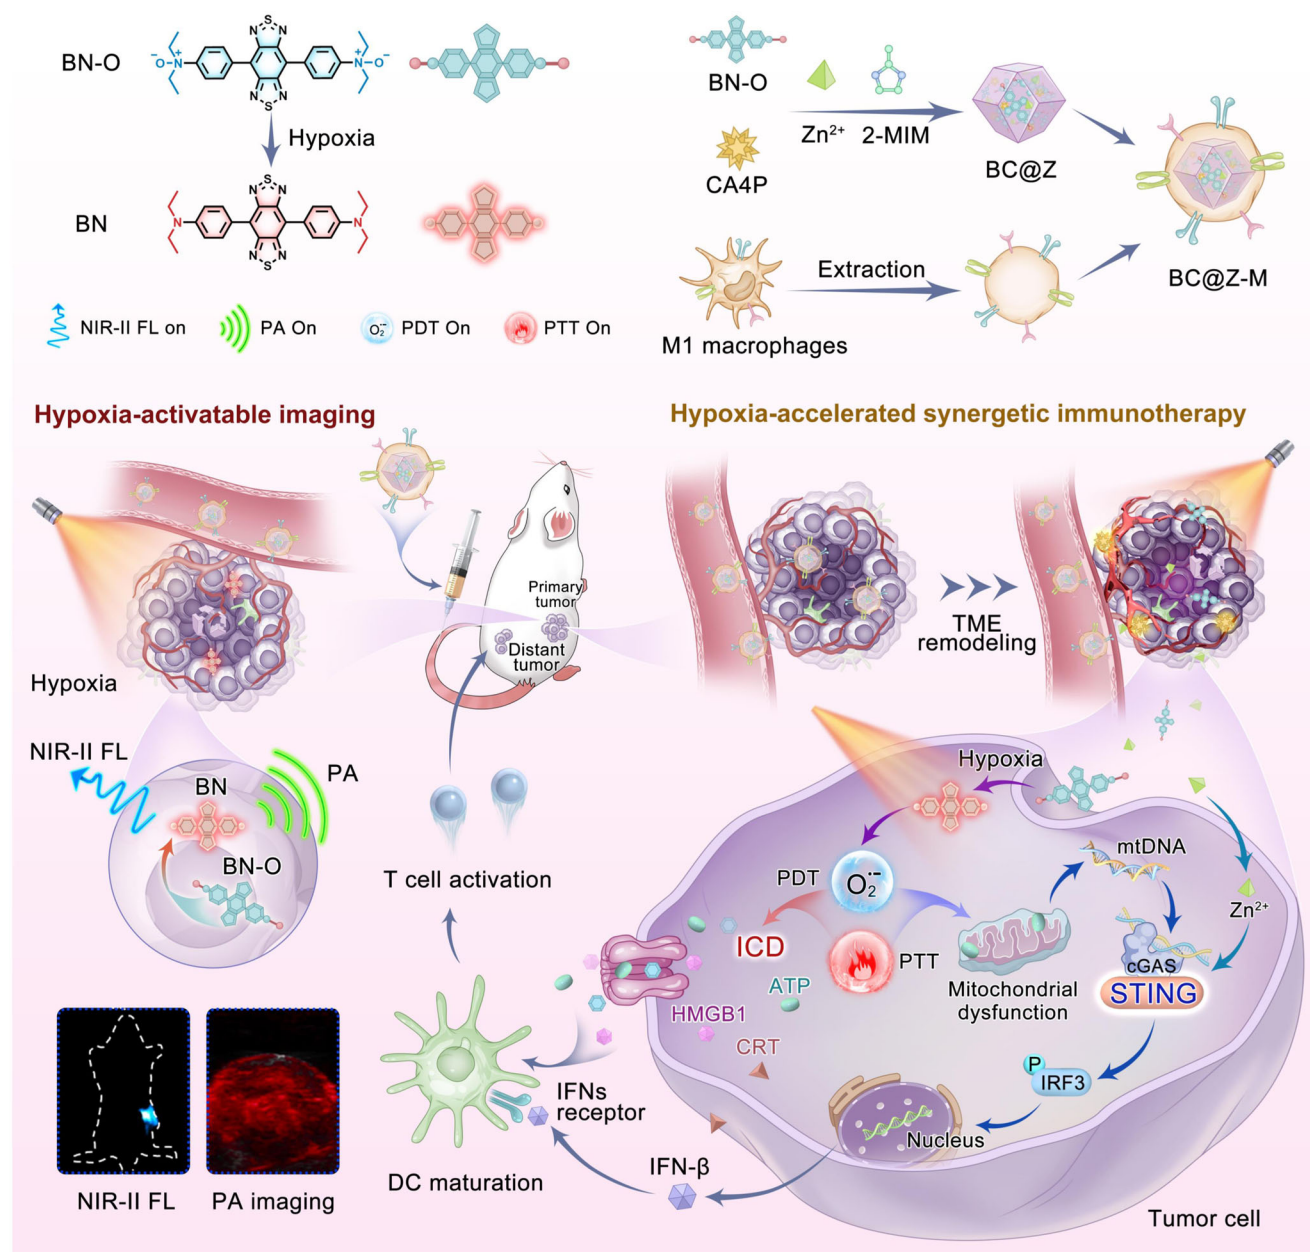 BN-O
S
N N
⁻O-N⁺ N⁺-O⁻
N N
S
Hypoxia
BN
S
N N
N N
N N
S
NIR-II FL on
PA On
O₂•⁻
PDT On
PTT On
BN-O
CA4P
Zn²⁺
2-MIM
BC@Z
BC@Z-M
M1 macrophages
Extraction
Hypoxia-activatable imaging
Hypoxia
Primary
tumor
Distant
tumor
NIR-II FL
PA
BN
BN-O
NIR-II FL
PA imaging
T cell activation
DC maturation
IFNs
receptor
IFN-β
Hypoxia-accelerated synergetic immunotherapy
TME
remodeling
Hypoxia
PDT
O₂•⁻
ICD
PTT
ATP
HMGB1
CRT
Mitochondrial
dysfunction
mtDNA
Zn²⁺
cGAS
STING
P
IRF3
Nucleus
Tumor cell